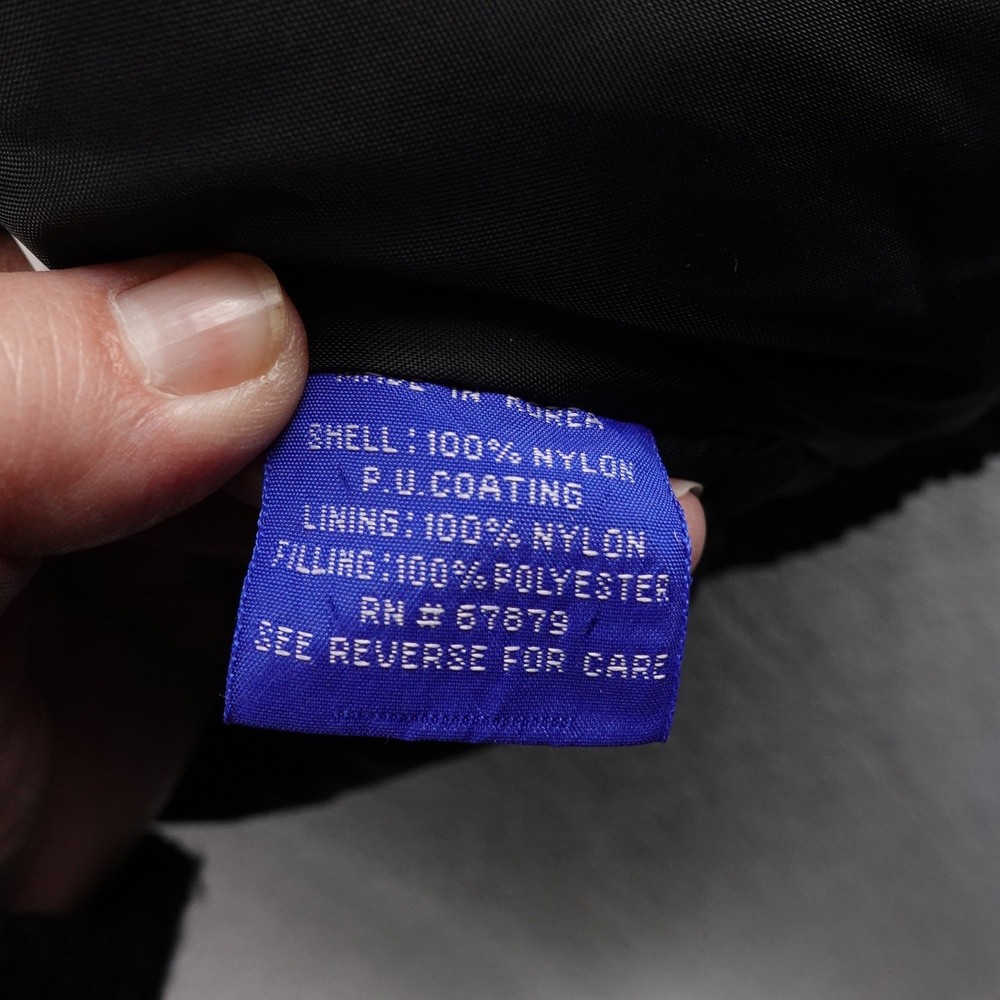 MADE IN KOREA
SHELL:100% NYLON
P.U.COATING
LINING:100% NYLON
FILLING:100% POLYESTER
RN # 67879
SEE REVERSE FOR CARE